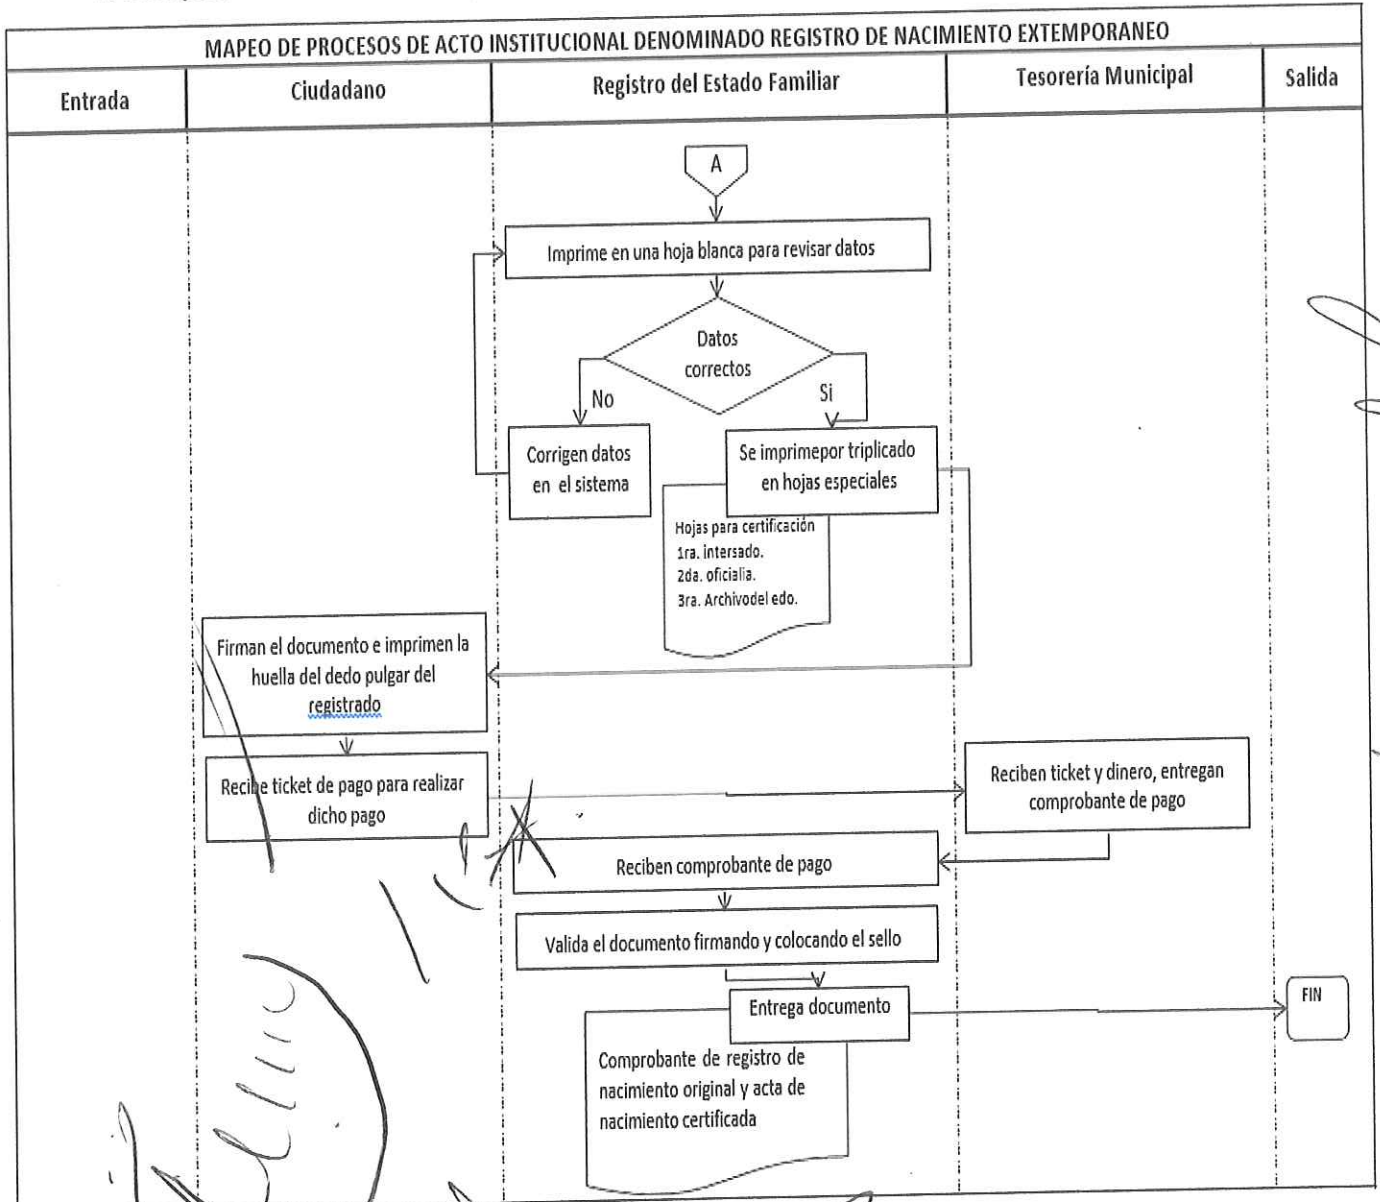 MAPEO DE PROCESOS DE ACTO INSTITUCIONAL DENOMINADO REGISTRO DE NACIMIENTO EXTEMPORANEO
Entrada
Ciudadano
Registro del Estado Familiar
Tesorería Municipal
Salida
A
Imprime en una hoja blanca para revisar datos
Datos
correctos
No
Si
Corrigen datos
en el sistema
Se imprimepor triplicado
en hojas especiales
Hojas para certificación
1ra. intersado.
2da. oficialia.
3ra. Archivodel edo.
Firman el documento e imprimen la
huella del dedo pulgar del
registrado
Recibe ticket de pago para realizar
dicho pago
Reciben ticket y dinero, entregan
comprobante de pago
Reciben comprobante de pago
Valida el documento firmando y colocando el sello
Entrega documento
FIN
Comprobante de registro de
nacimiento original y acta de
nacimiento certificada